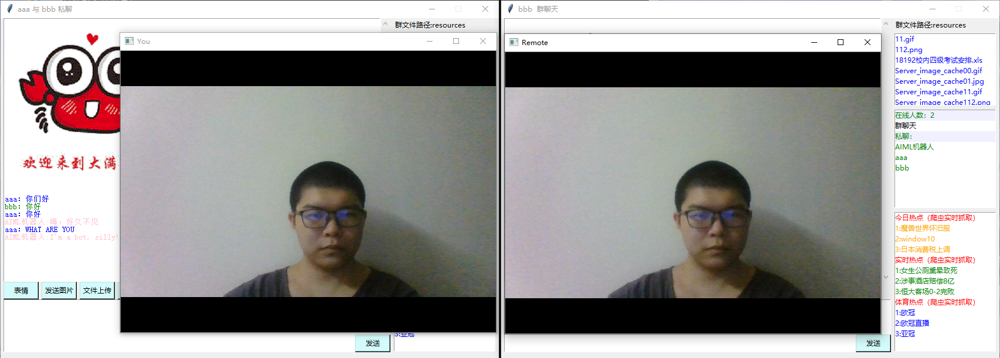 aaa 与 bbb 私聊
群文件路径:resources
You
欢迎来到大满
aaa: 你们好
bbb: 你好
aaa: 你好
AIML机器人:嗨，好久不见
aaa: WHAT ARE YOU
AIML机器人:I'm a bot, silly!
表情
发送图片
文件上传
3:亚冠
发送
bbb 群聊天
群文件路径:resources
Remote
11.gif
112.png
18192校内四级考试安排.xls
Server_image_cache00.gif
Server_image_cache01.jpg
Server_image_cache11.gif
Server_image_cache112.png
在线人数: 2
群聊天
私聊:
AIML机器人
aaa
bbb
今日热点（爬虫实时抓取）
1:魔兽世界怀旧服
2:window10
3:日本消费税上调
实时热点（爬虫实时抓取）
1:女生公厕熏晕致死
2:涉事酒店赔偿8亿
3:恒大客场0-2完败
体育热点（爬虫实时抓取）
1:欧冠
2:欧冠直播
3:亚冠
发送